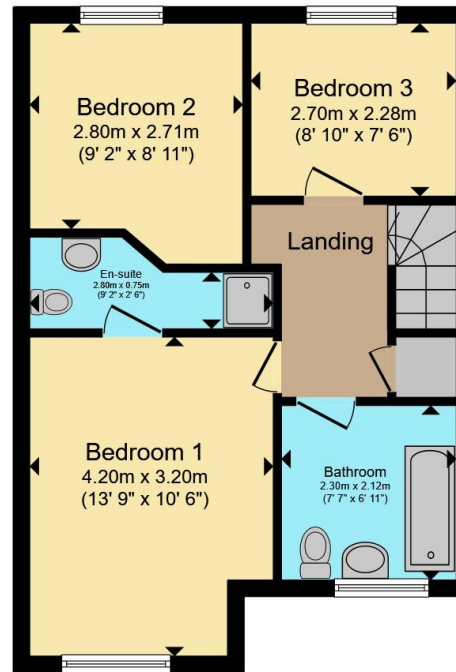 Bedroom 2
2.80m x 2.71m
(9' 2" x 8' 11")
Bedroom 3
2.70m x 2.28m
(8' 10" x 7' 6")
Landing
En-suite
2.80m x 0.75m
(9' 2" x 2' 6")
Bedroom 1
4.20m x 3.20m
(13' 9" x 10' 6")
Bathroom
2.30m x 2.12m
(7' 7" x 6' 11")